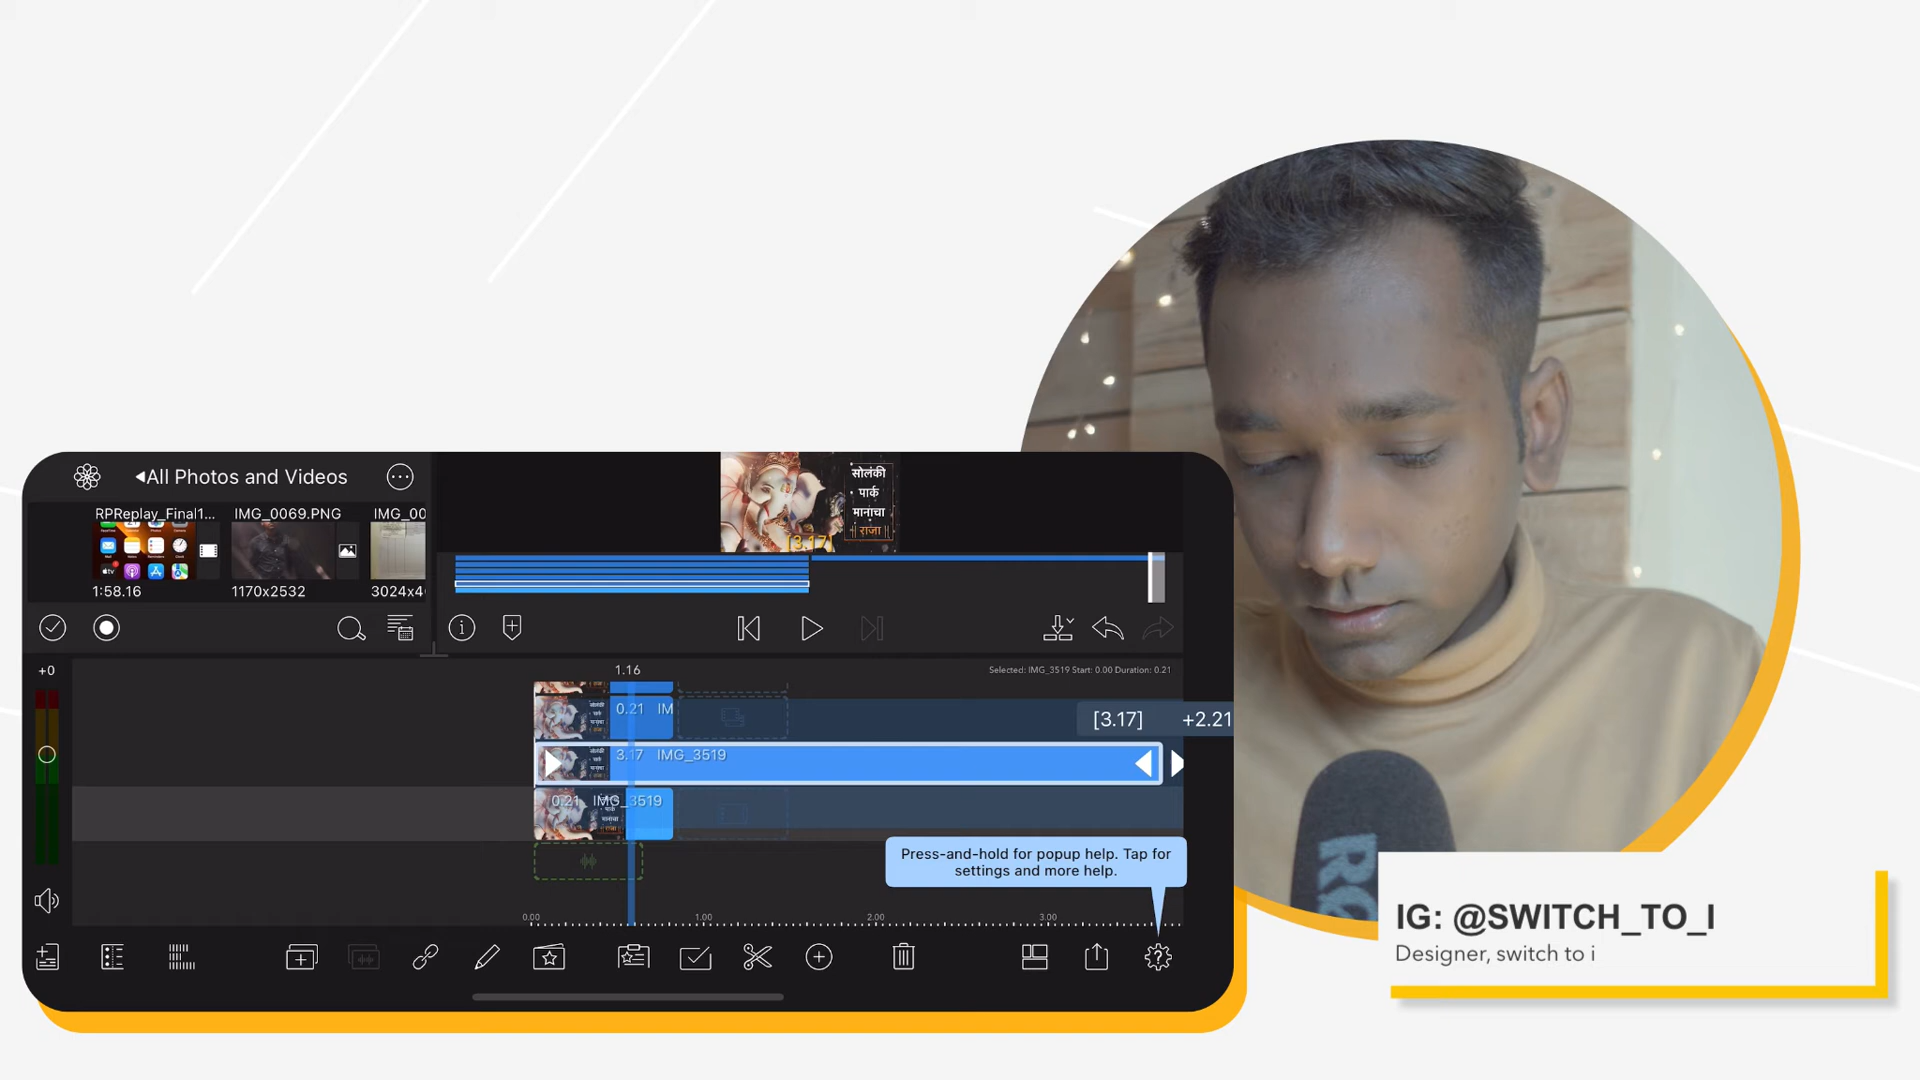 ◀All Photos and Videos
RPReplay_Final1...
IMG_0069.PNG
IMG_00
1:58.16
1170x2532
3024x4
सोलंकी
पार्क
मानाचा
॥ राजा ॥
[3.17]
+0
1.16
Selected: IMG_3519 Start: 0.00 Duration: 0.21
0.21 IM
[3.17] +2.21
3.17 IMG_3519
0.21 IMG_3519
Press-and-hold for popup help. Tap for
settings and more help.
0.00 1.00 2.00 3.00
IG: @SWITCH_TO_I
Designer, switch to i